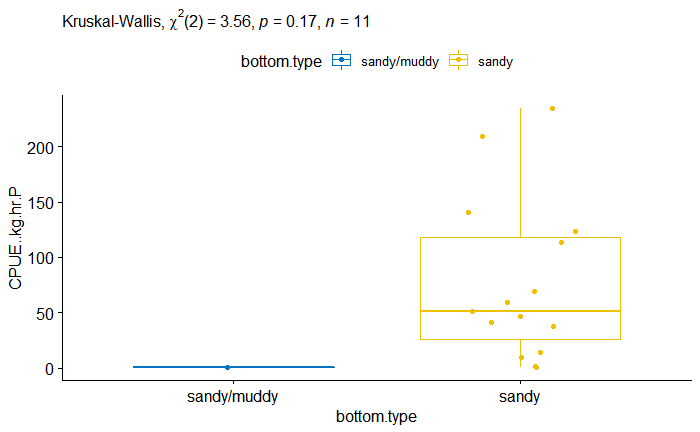 Kruskal-Wallis, χ²(2) = 3.56, p = 0.17, n = 11
bottom.type sandy/muddy sandy
200
150
100
50
0
CPUE.kg.hr.P
sandy/muddy sandy
bottom.type